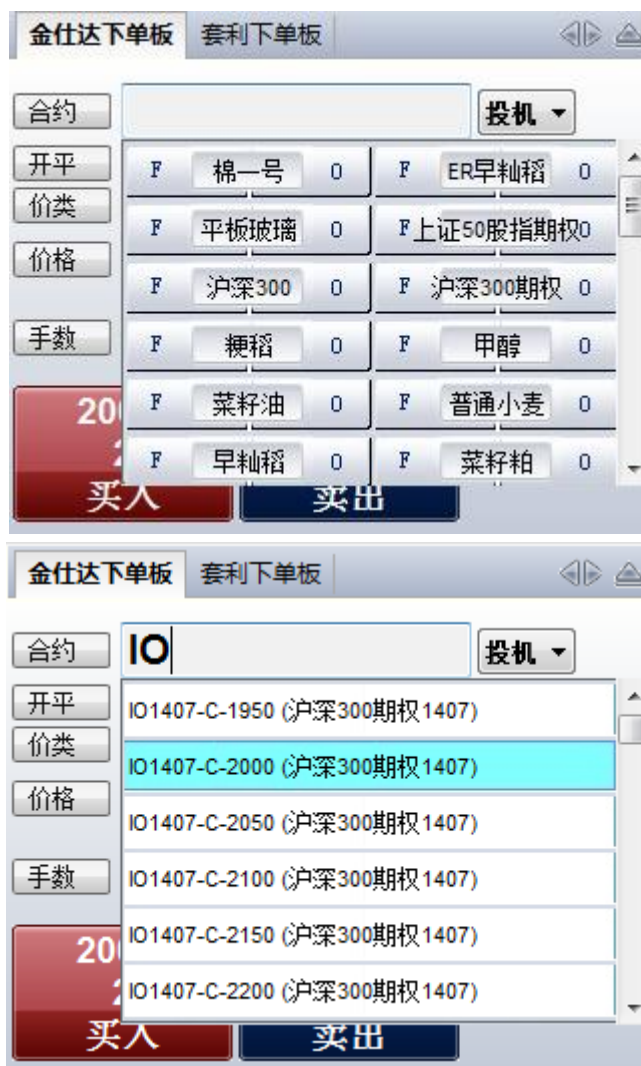 金仕达下单板 套利下单板
合约 投机
开平 F 棉一号 0 F ER早籼稻 0
价类 F 平板玻璃 0 F 上证50股指期权0
价格 F 沪深300 0 F 沪深300期权 0
手数 F 粳稻 0 F 甲醇 0
20 F 菜籽油 0 F 普通小麦 0
F 早籼稻 0 F 菜籽粕 0
买入 卖出
金仕达下单板 套利下单板
合约 IO 投机
开平 IO1407-C-1950 (沪深300期权1407)
价类 IO1407-C-2000 (沪深300期权1407)
价格 IO1407-C-2050 (沪深300期权1407)
手数 IO1407-C-2100 (沪深300期权1407)
20 IO1407-C-2150 (沪深300期权1407)
IO1407-C-2200 (沪深300期权1407)
买入 卖出